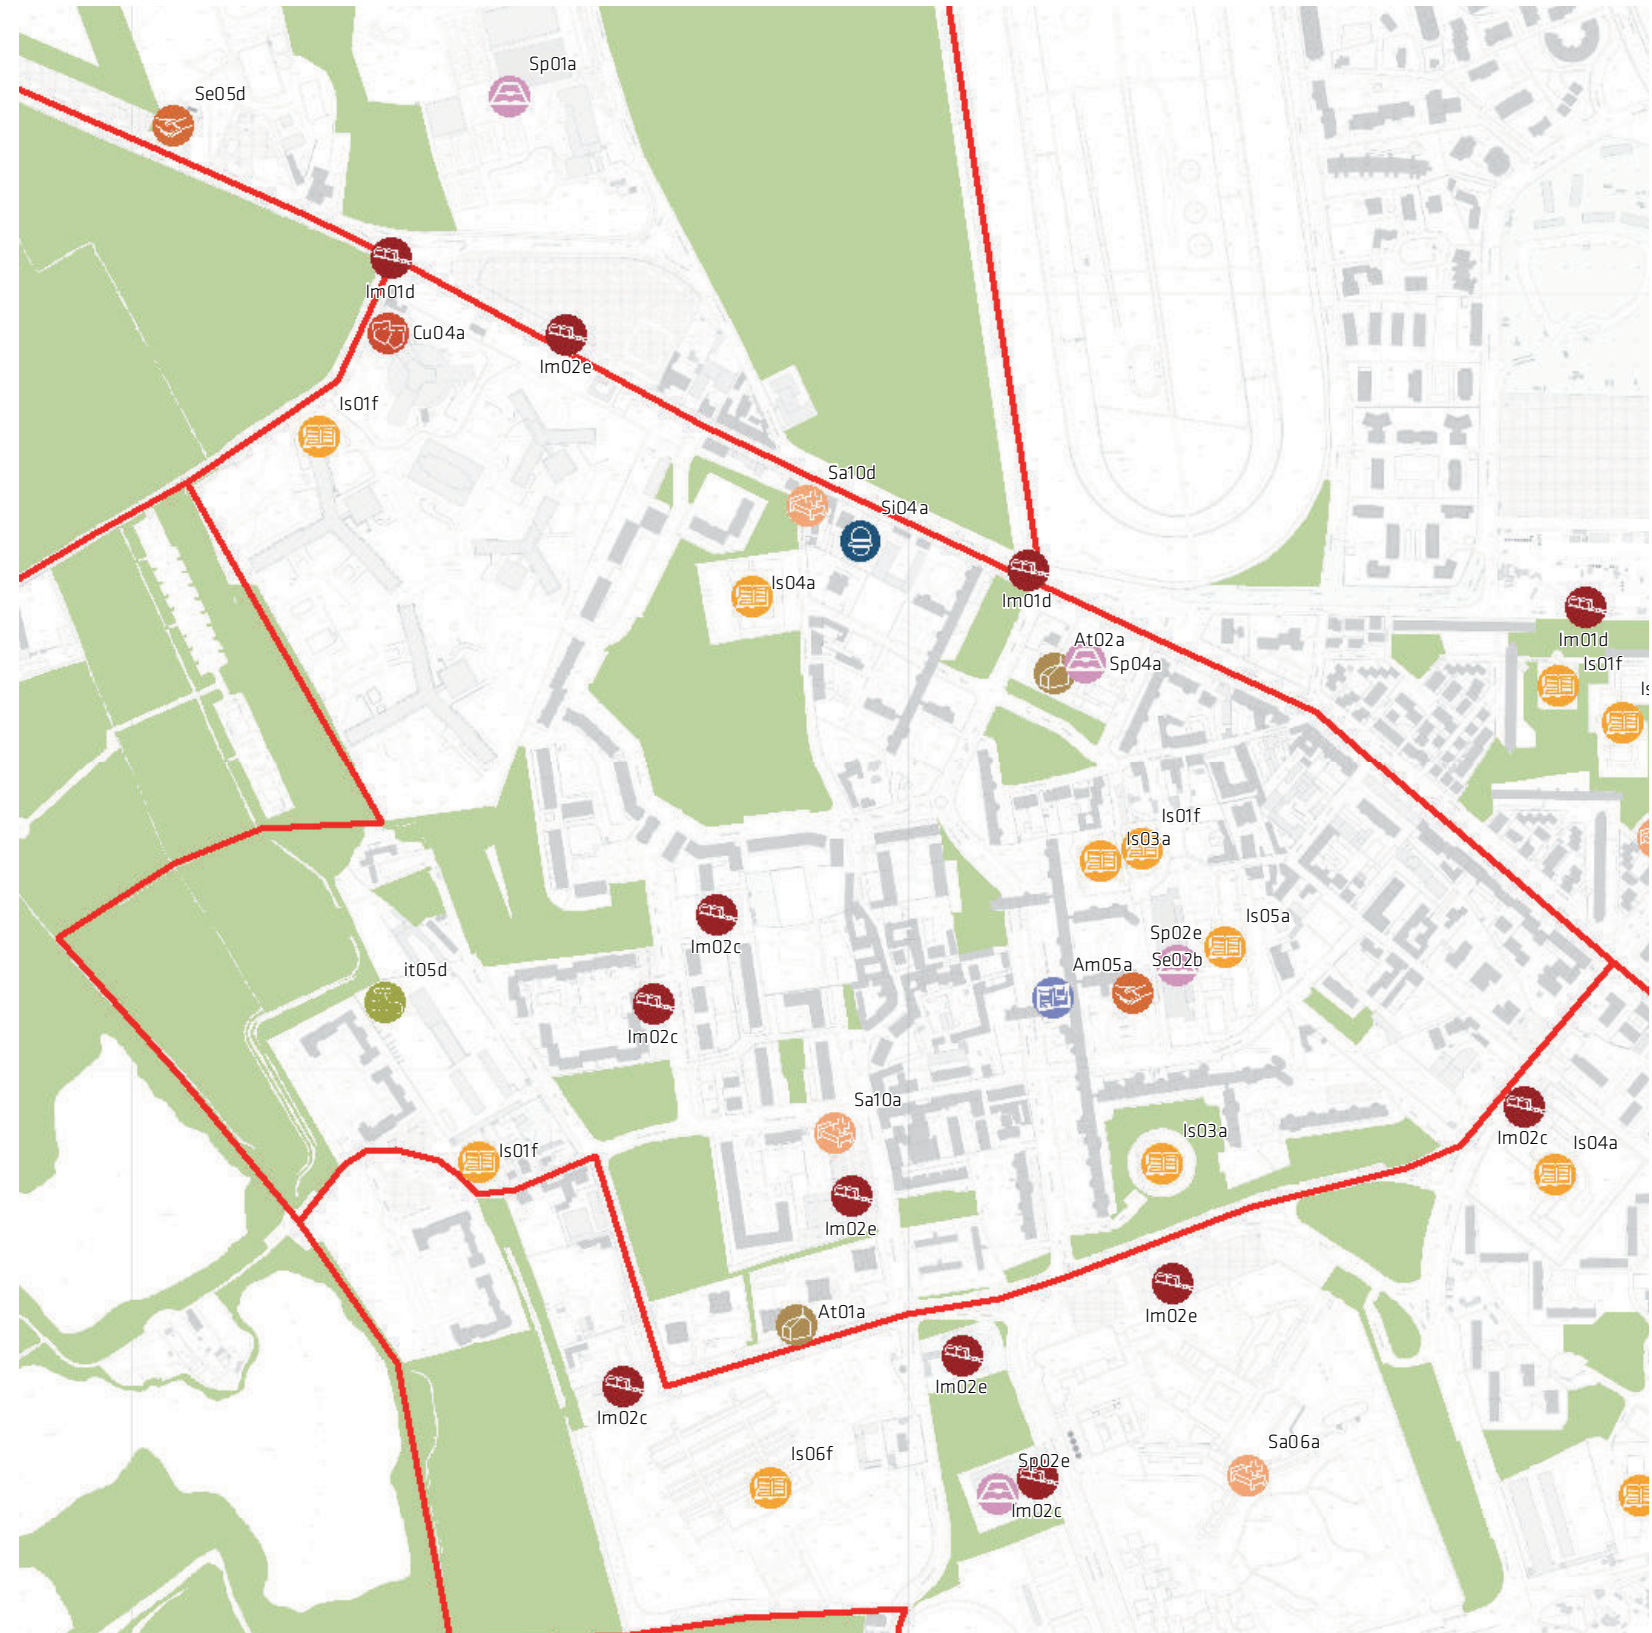 Sp01a
Se05d
Im01d
Cu04a
Im02e
Is01f
Sa10d
Si04a
Is04a
Im01d
Im01d
At02a
Sp04a
Is01f
Is01f
Is03a
Is05a
Sp02e
Se02b
Am05a
Im02c
it05d
Im02c
Sa10a
Im02c
Is04a
Is03a
Is01f
Im02e
Im02e
At01a
Im02e
Im02c
Is06f
Sa06a
Sp02e
Im02c